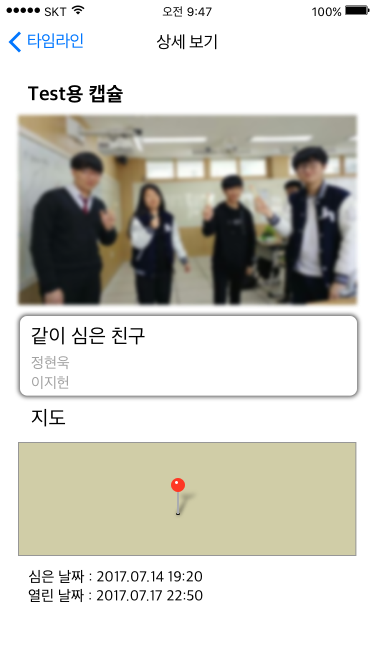 SKT 오전 9:47 100%
타임라인 상세 보기
Test용 캡슐
같이 심은 친구
정현욱
이지헌
지도
심은 날짜 : 2017.07.14 19:20
열린 날짜 : 2017.07.17 22:50